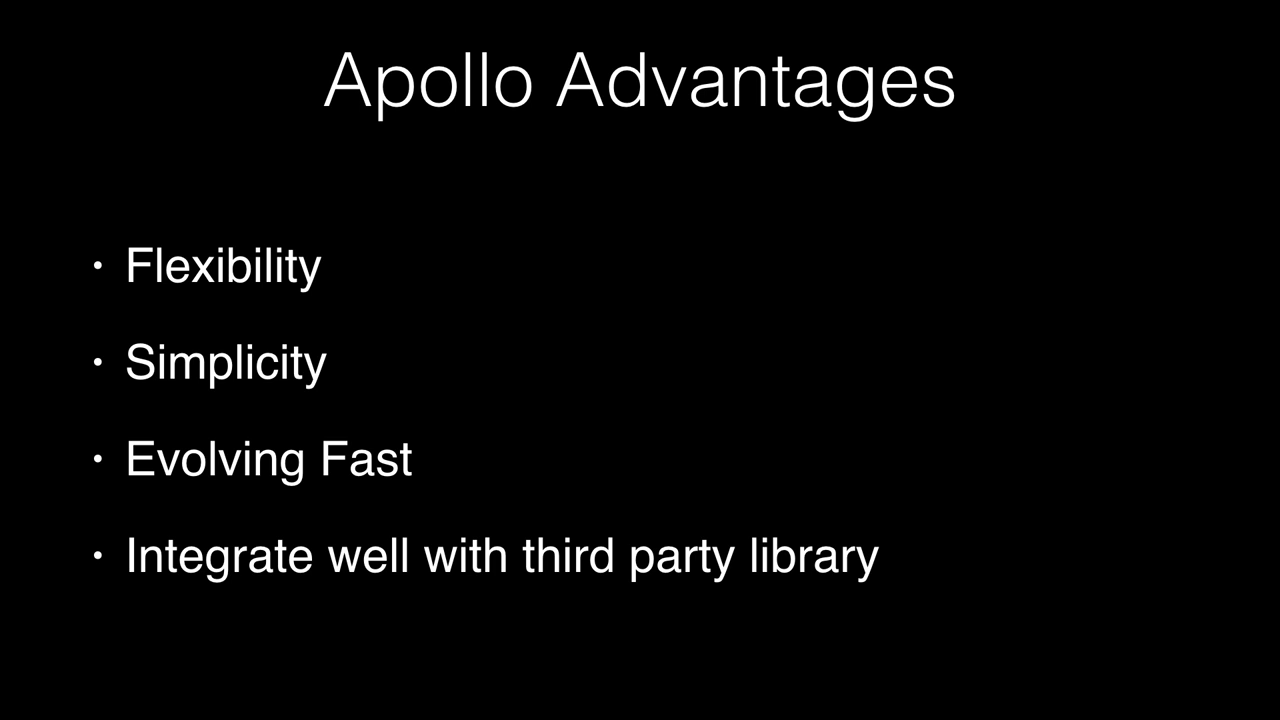 Apollo Advantages
• Flexibility
• Simplicity
• Evolving Fast
• Integrate well with third party library